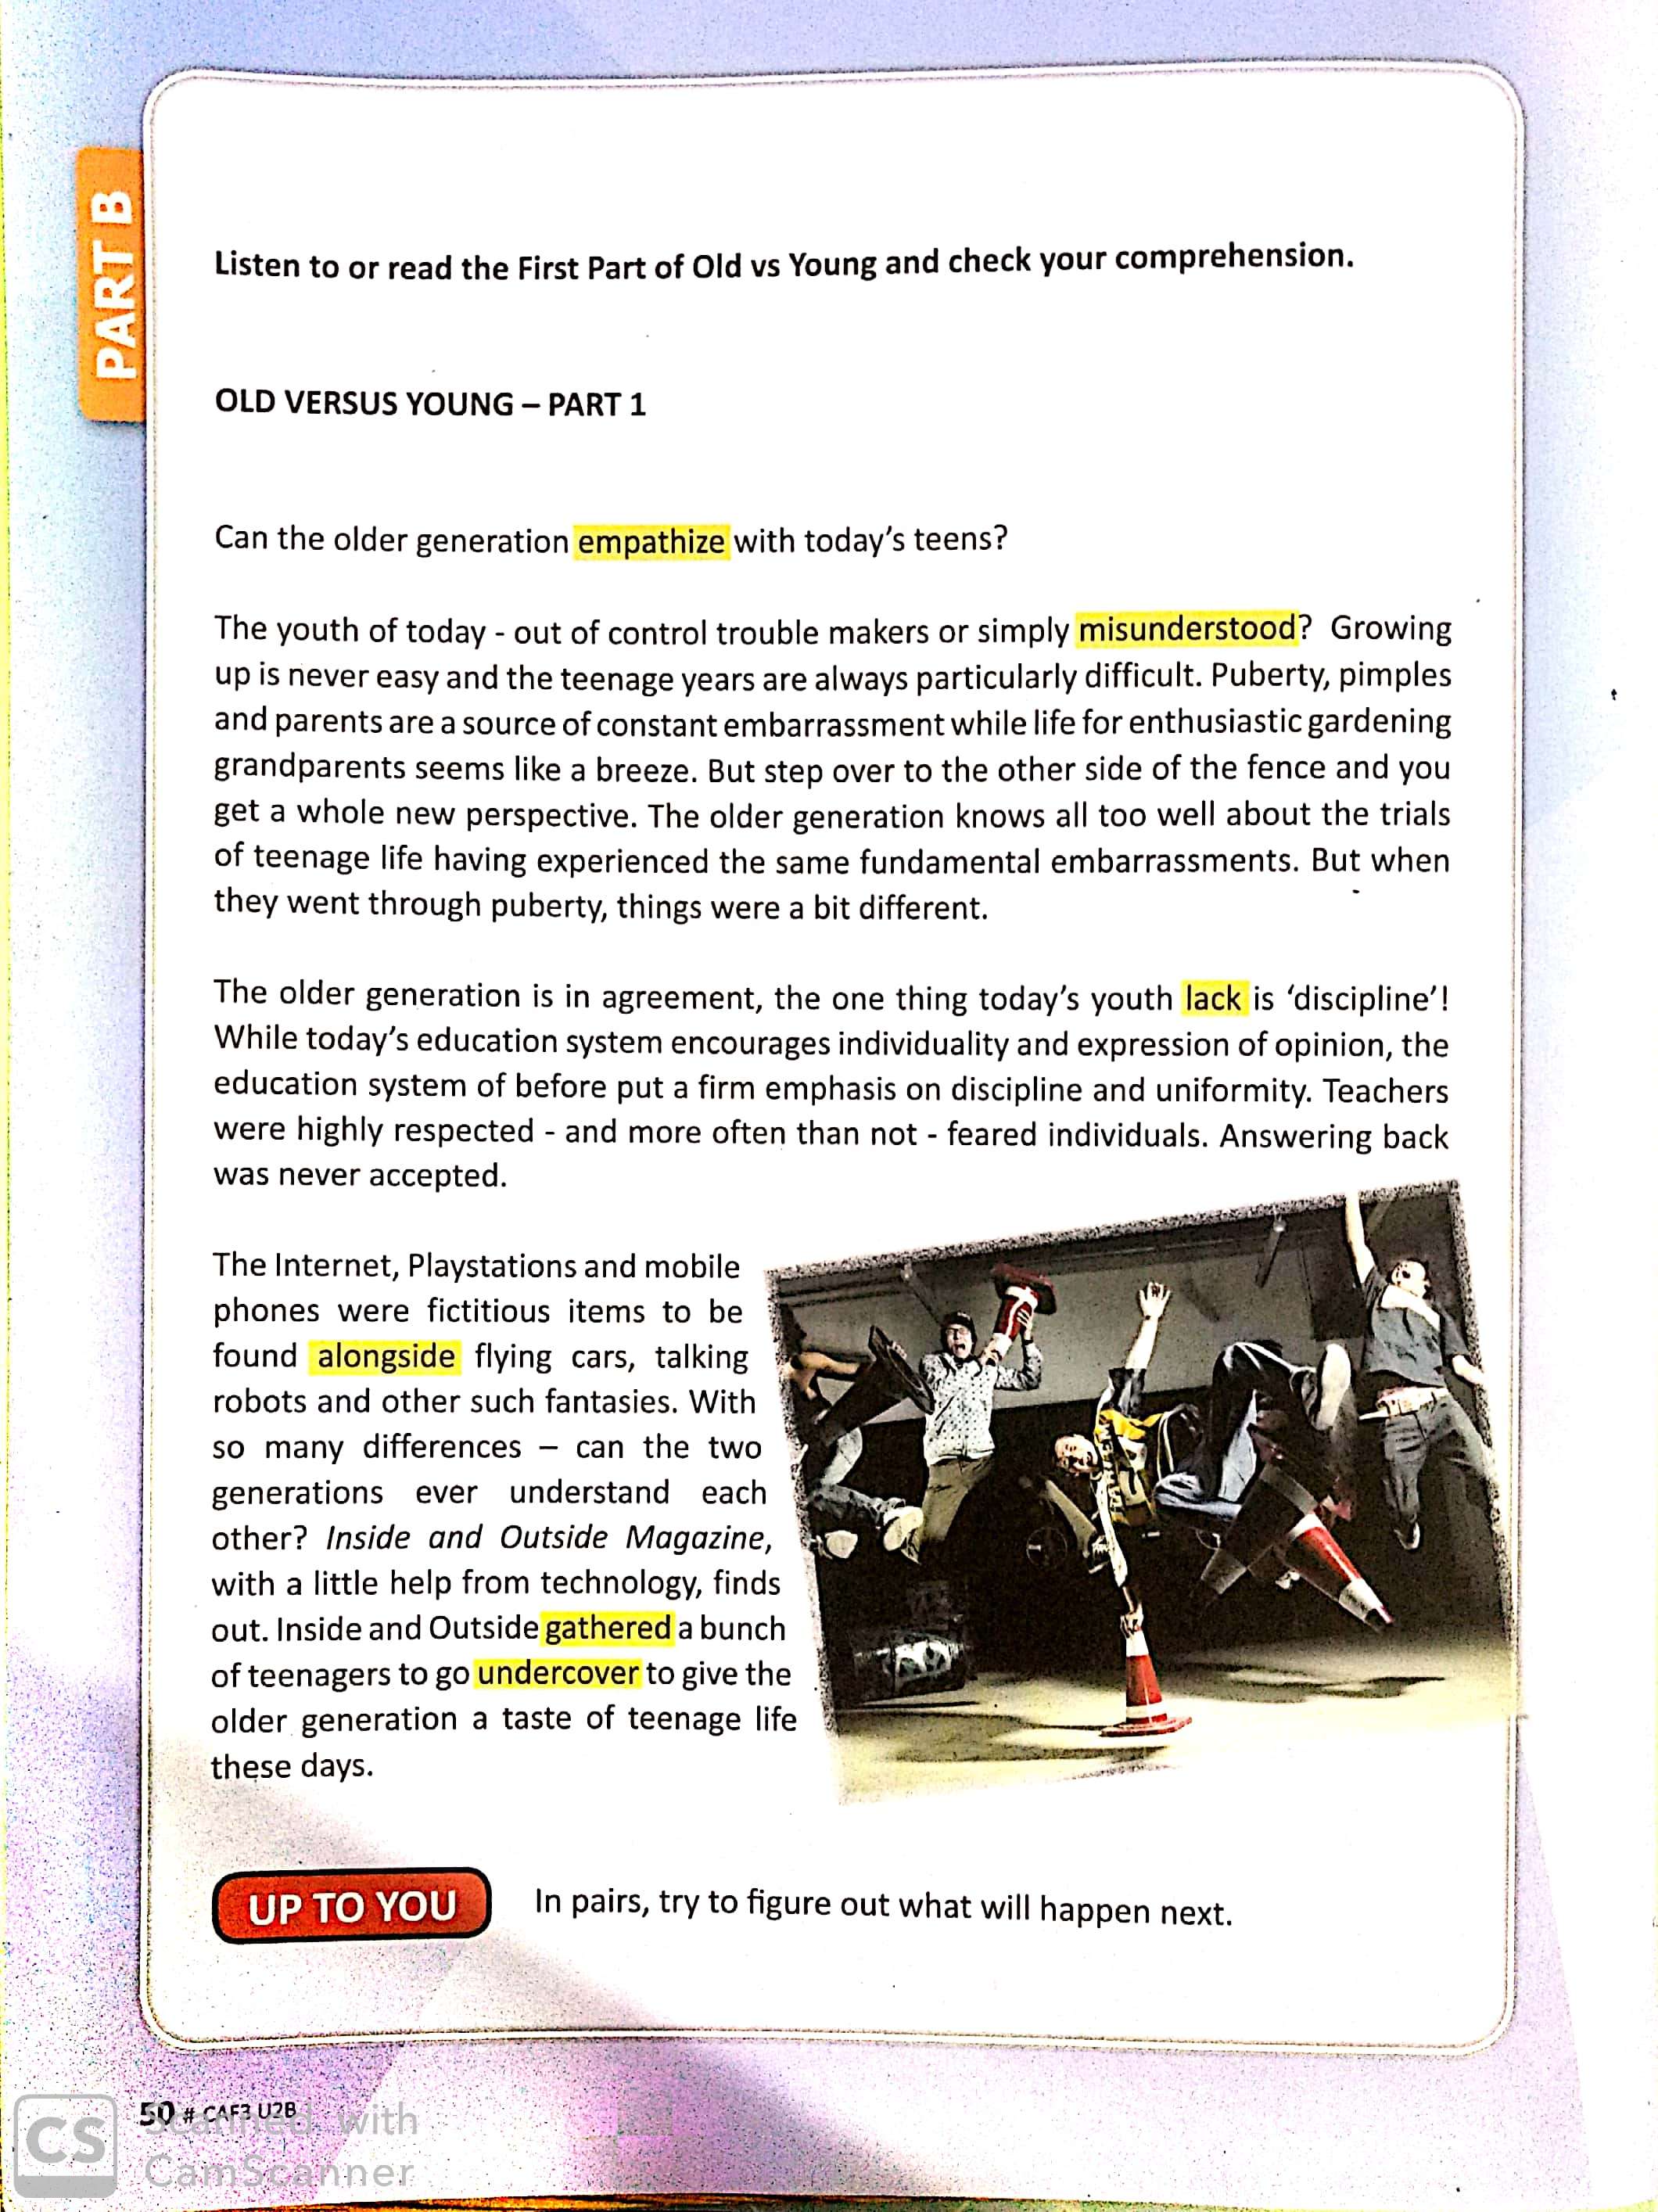 PART B
Listen to or read the First Part of Old vs Young and check your comprehension.
OLD VERSUS YOUNG – PART 1
Can the older generation empathize with today's teens?
The youth of today - out of control trouble makers or simply misunderstood? Growing
up is never easy and the teenage years are always particularly difficult. Puberty, pimples
and parents are a source of constant embarrassment while life for enthusiastic gardening
grandparents seems like a breeze. But step over to the other side of the fence and you
get a whole new perspective. The older generation knows all too well about the trials
of teenage life having experienced the same fundamental embarrassments. But when
they went through puberty, things were a bit different.
The older generation is in agreement, the one thing today's youth lack is 'discipline'!
While today's education system encourages individuality and expression of opinion, the
education system of before put a firm emphasis on discipline and uniformity. Teachers
were highly respected - and more often than not - feared individuals. Answering back
was never accepted.
The Internet, Playstations and mobile
phones were fictitious items to be
found alongside flying cars, talking
robots and other such fantasies. With
so many differences – can the two
generations ever understand each
other? Inside and Outside Magazine,
with a little help from technology, finds
out. Inside and Outside gathered a bunch
of teenagers to go undercover to give the
older generation a taste of teenage life
these days.
UP TO YOU
In pairs, try to figure out what will happen next.
50 # CAF3 U2B
CS
Scanned with
CamScanner